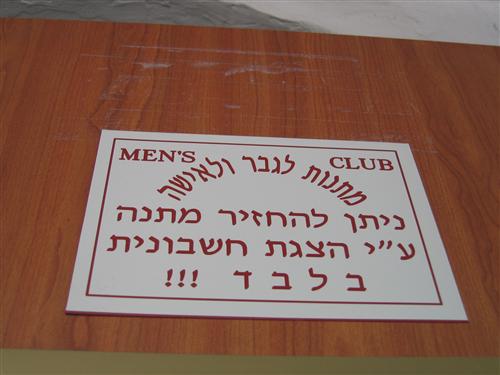 MEN'S CLUB
מתנות לגבר ולאישה
ניתן להחזיר מתנה
ע״י הצגת חשבונית
בלבד !!!